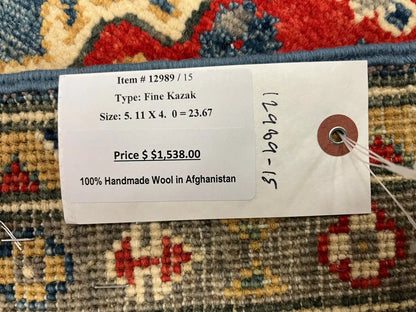 Item # 12989 / 15
Type: Fine Kazak
Size: 5. 11 X 4. 0 = 23.67
Price $ $1,538.00
100% Handmade Wool in Afghanistan
12989-15